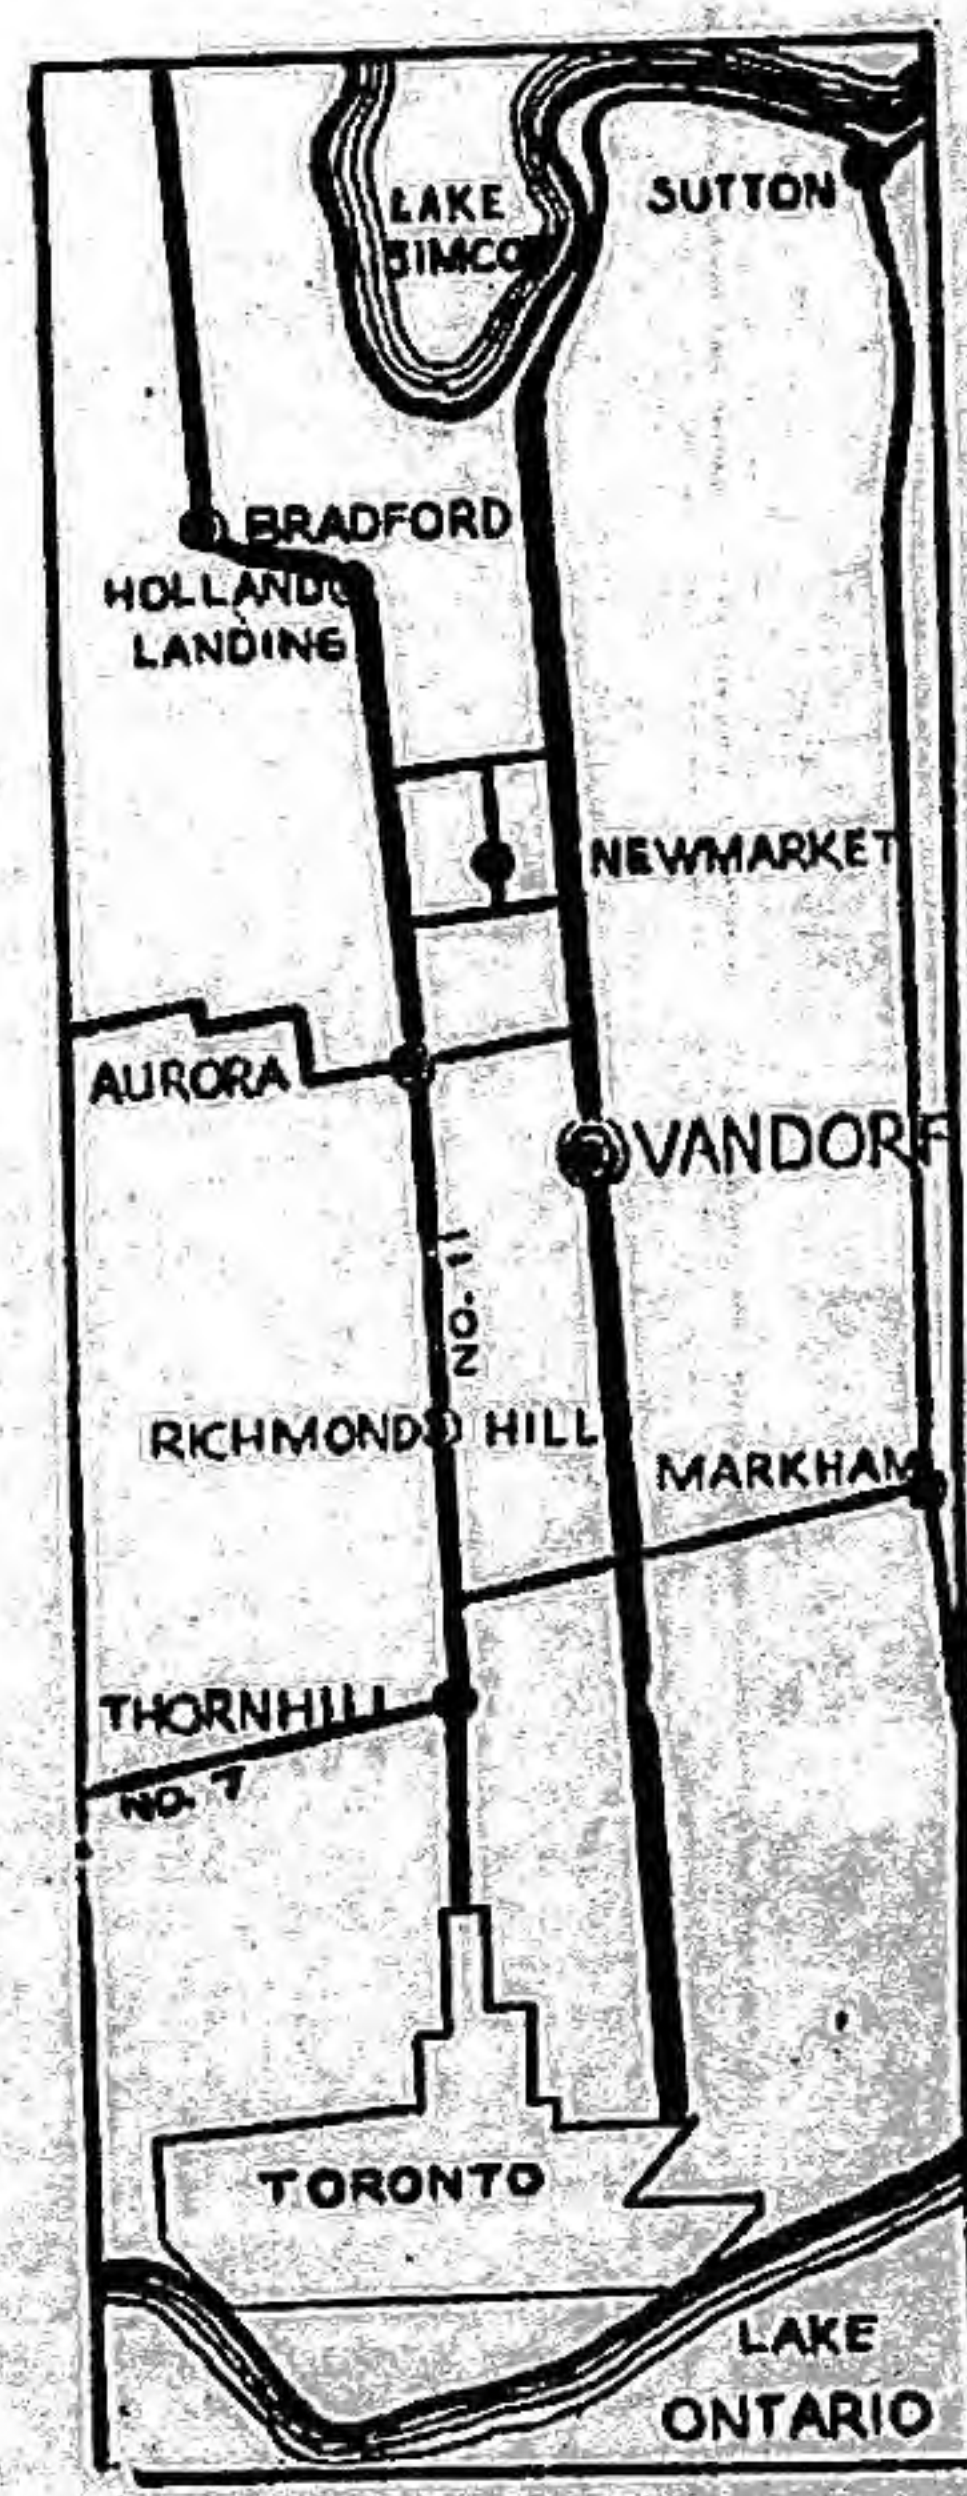 LAKE
SIMCOE
SUTTON
BRADFORD
HOLLAND
LANDING
NEWMARKET
AURORA
VANDORF
NO. 11
RICHMOND HILL
MARKHAM
THORNHILL
NO. 7
TORONTO
LAKE
ONTARIO